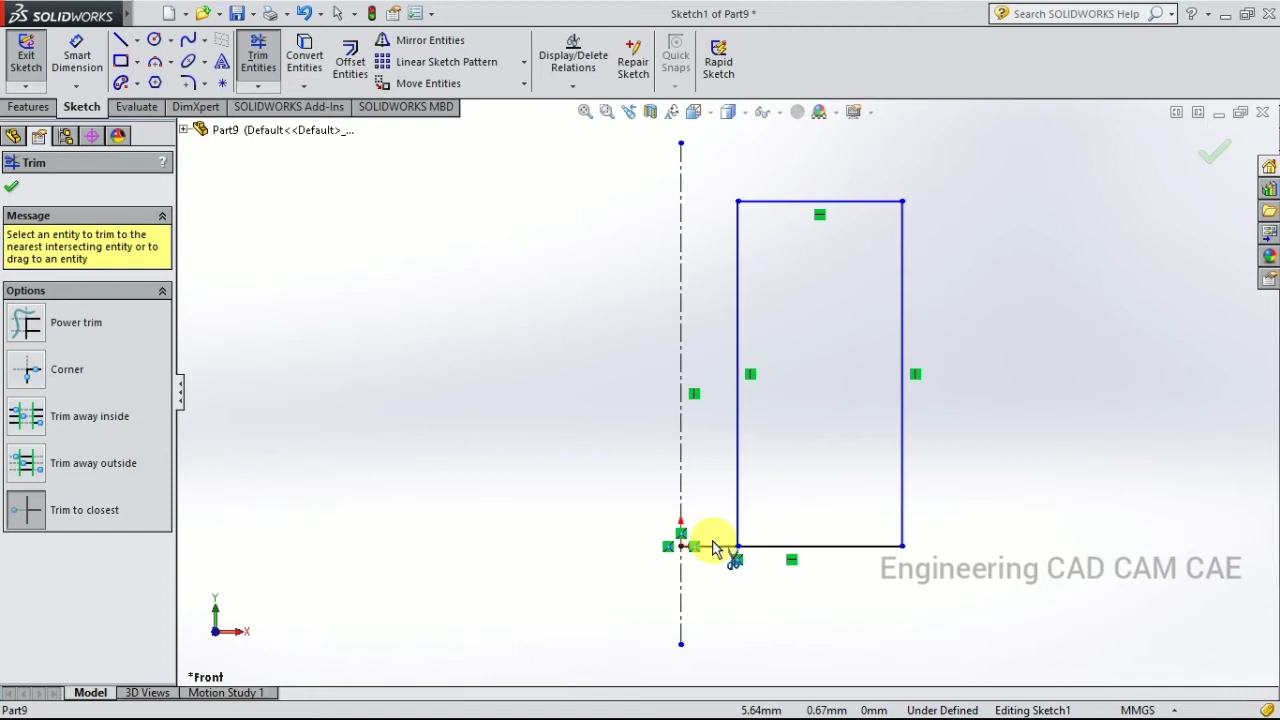 SOLIDWORKS
Sketch1 of Part9 *
Search SOLIDWORKS Help
Exit
Sketch
Smart
Dimension
Trim
Entities
Convert
Entities
Offset
Entities
Mirror Entities
Linear Sketch Pattern
Move Entities
Display/Delete
Relations
Repair
Sketch
Quick
Snaps
Rapid
Sketch
Features
Sketch
Evaluate
DimXpert
SOLIDWORKS Add-Ins
SOLIDWORKS MBD
Part9 (Default<<Default>_...
Trim
?
Message
Select an entity to trim to the
nearest intersecting entity or to
drag to an entity
Options
Power trim
Corner
Trim away inside
Trim away outside
Trim to closest
Engineering CAD CAM CAE
Y
X
*Front
Model
3D Views
Motion Study 1
Part9
5.64mm
0.67mm
0mm
Under Defined
Editing Sketch1
MMGS